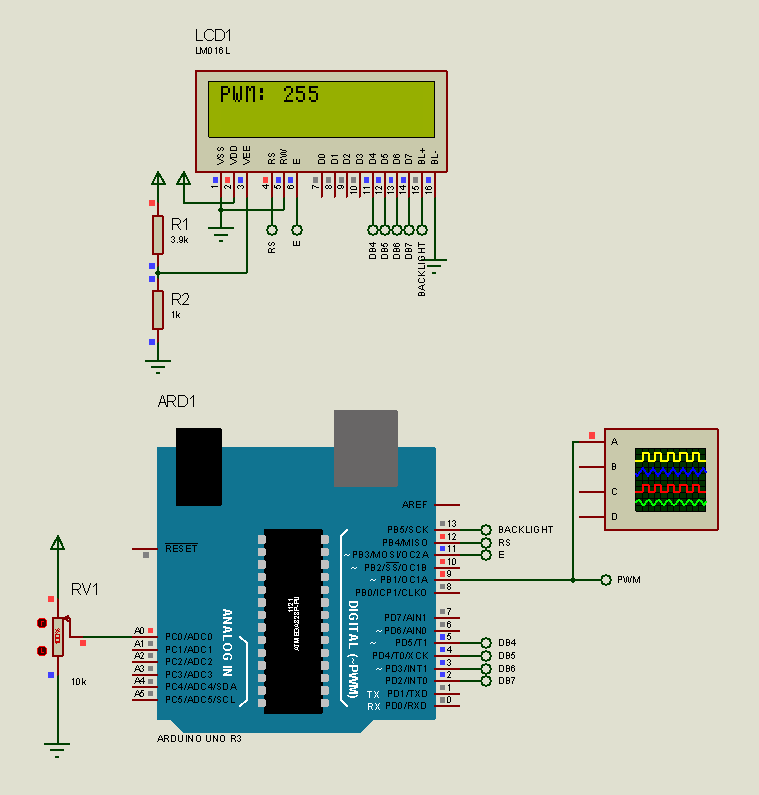 LCD1
LM016L
PWM: 255
VSS VDD VEE RS RW E D0 D1 D2 D3 D4 D5 D6 D7 BL+ BL-
1 2 3 4 5 6 7 8 9 10 11 12 13 14 15 16
R1
3.9k
RS E DB4 DB5 DB6 DB7 BACKLIGHT
R2
1k
ARD1
A
B
C
D
AREF
13 PB5/SCK BACKLIGHT
12 PB4/MISO RS
11 ~PB3/MOSI/OC2A E
10 ~PB2/SS/OC1B
9 ~PB1/OC1A PWM
8 PB0/ICP1/CLKO
RESET
RV1
100%
10k
A0 PC0/ADC0
A1 PC1/ADC1
A2 PC2/ADC2
A3 PC3/ADC3
A4 PC4/ADC4/SDA
A5 PC5/ADC5/SCL
ANALOG IN
1121
DIGITAL (~PWM)
7 PD7/AIN1
6 ~PD6/AIN0
5 ~PD5/T1 DB4
4 PD4/T0/XCK DB5
3 ~PD3/INT1 DB6
2 PD2/INT0 DB7
1 TX PD1/TXD
0 RX PD0/RXD
ARDUINO UNO R3